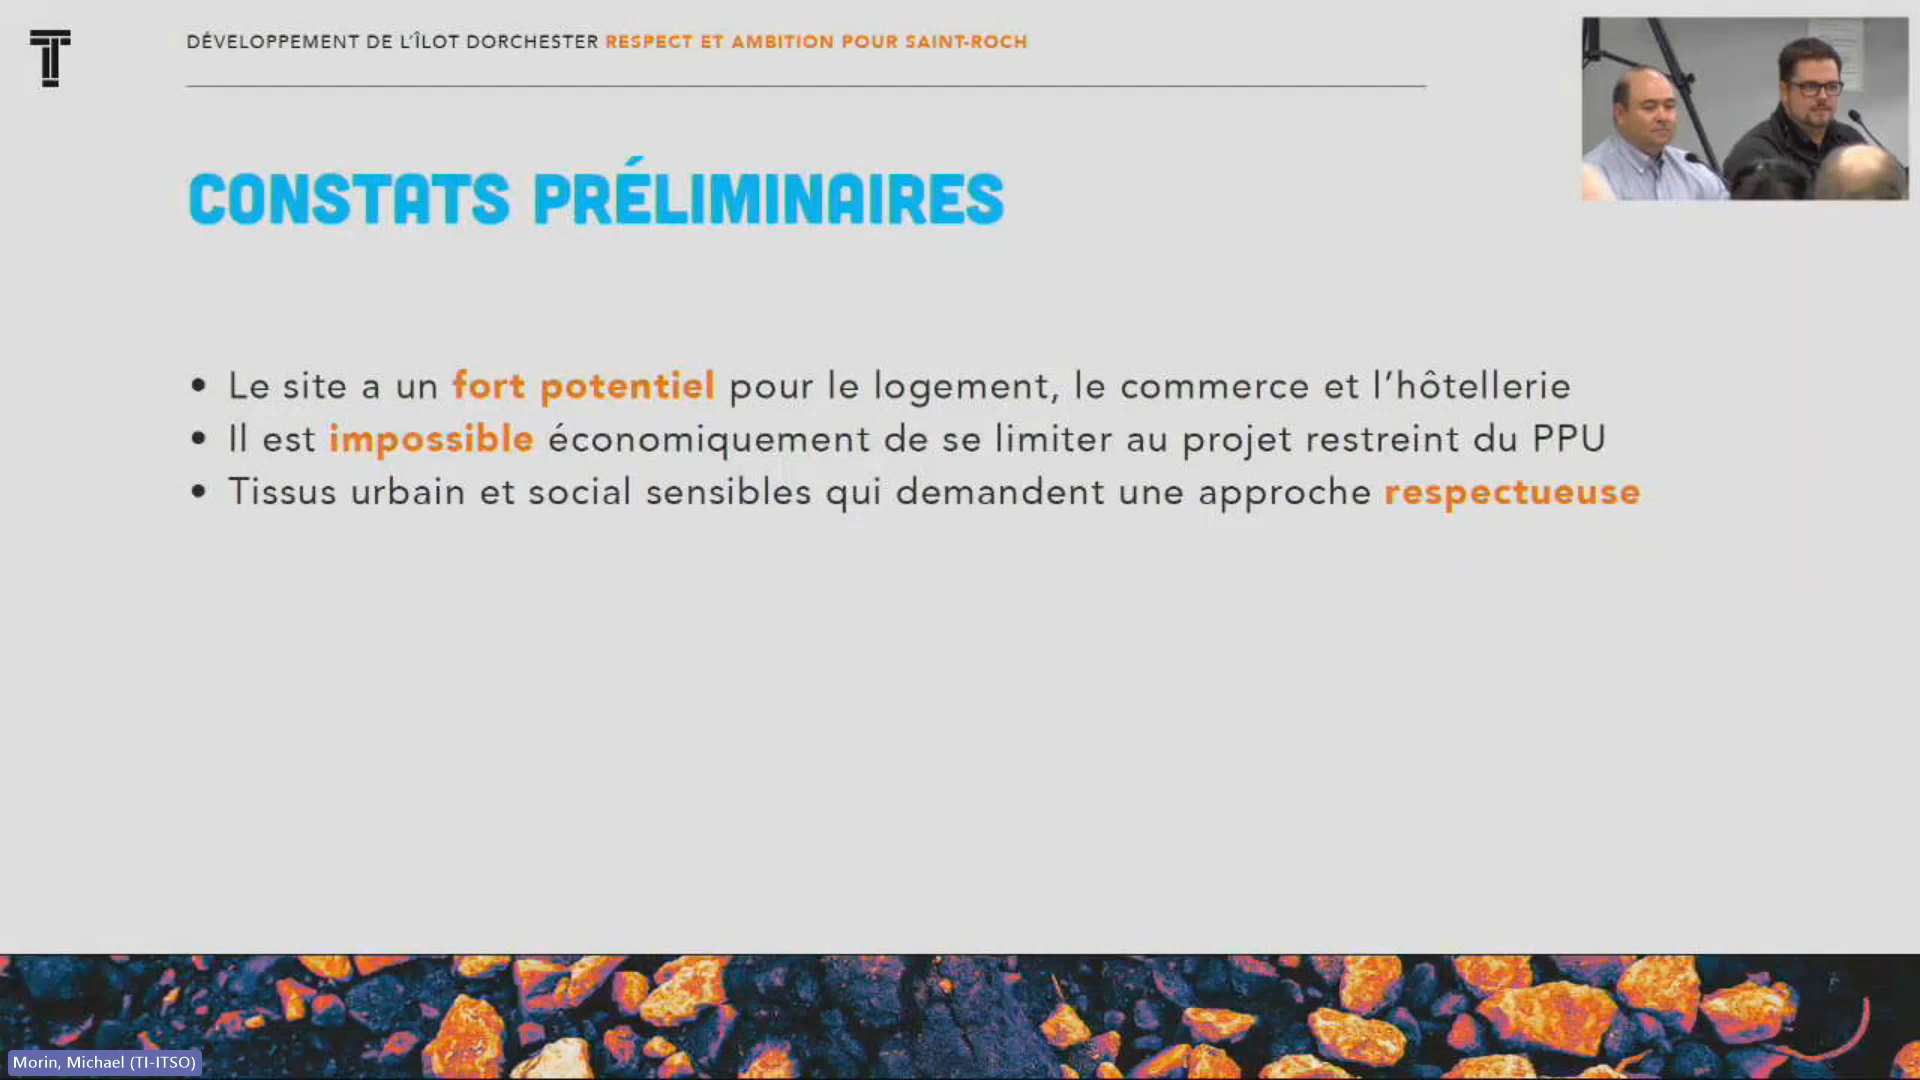 DÉVELOPPEMENT DE L'ÎLOT DORCHESTER RESPECT ET AMBITION POUR SAINT-ROCH
CONSTATS PRÉLIMINAIRES
• Le site a un fort potentiel pour le logement, le commerce et l'hôtellerie
• Il est impossible économiquement de se limiter au projet restreint du PPU
• Tissus urbain et social sensibles qui demandent une approche respectueuse
Morin, Michael (TI-ITSO)